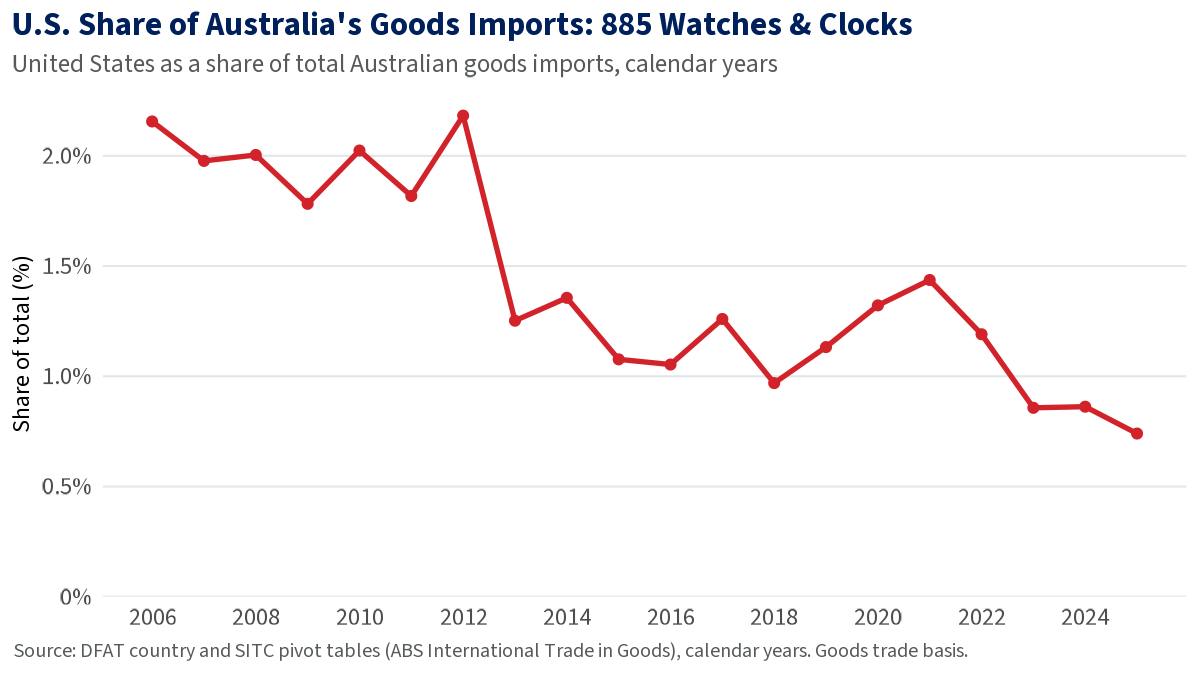 U.S. Share of Australia's Goods Imports: 885 Watches & Clocks
United States as a share of total Australian goods imports, calendar years
Share of total (%)
2.0%
1.5%
1.0%
0.5%
0%
2006 2008 2010 2012 2014 2016 2018 2020 2022 2024
Source: DFAT country and SITC pivot tables (ABS International Trade in Goods), calendar years. Goods trade basis.